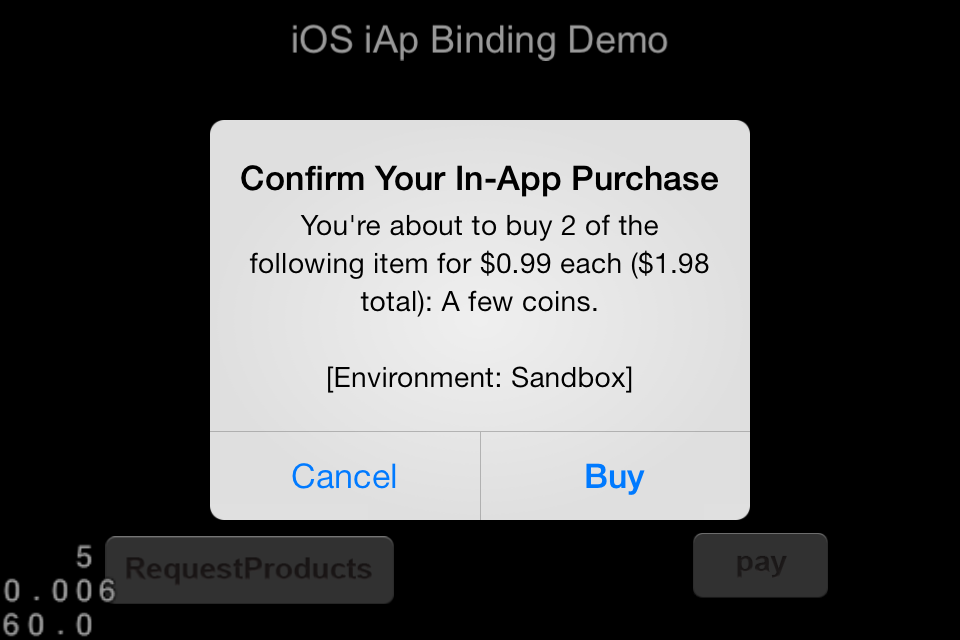 iOS iAp Binding Demo
Confirm Your In-App Purchase
You're about to buy 2 of the
following item for $0.99 each ($1.98
total): A few coins.
[Environment: Sandbox]
Cancel
Buy
5
RequestProducts
pay
0.006
60.0